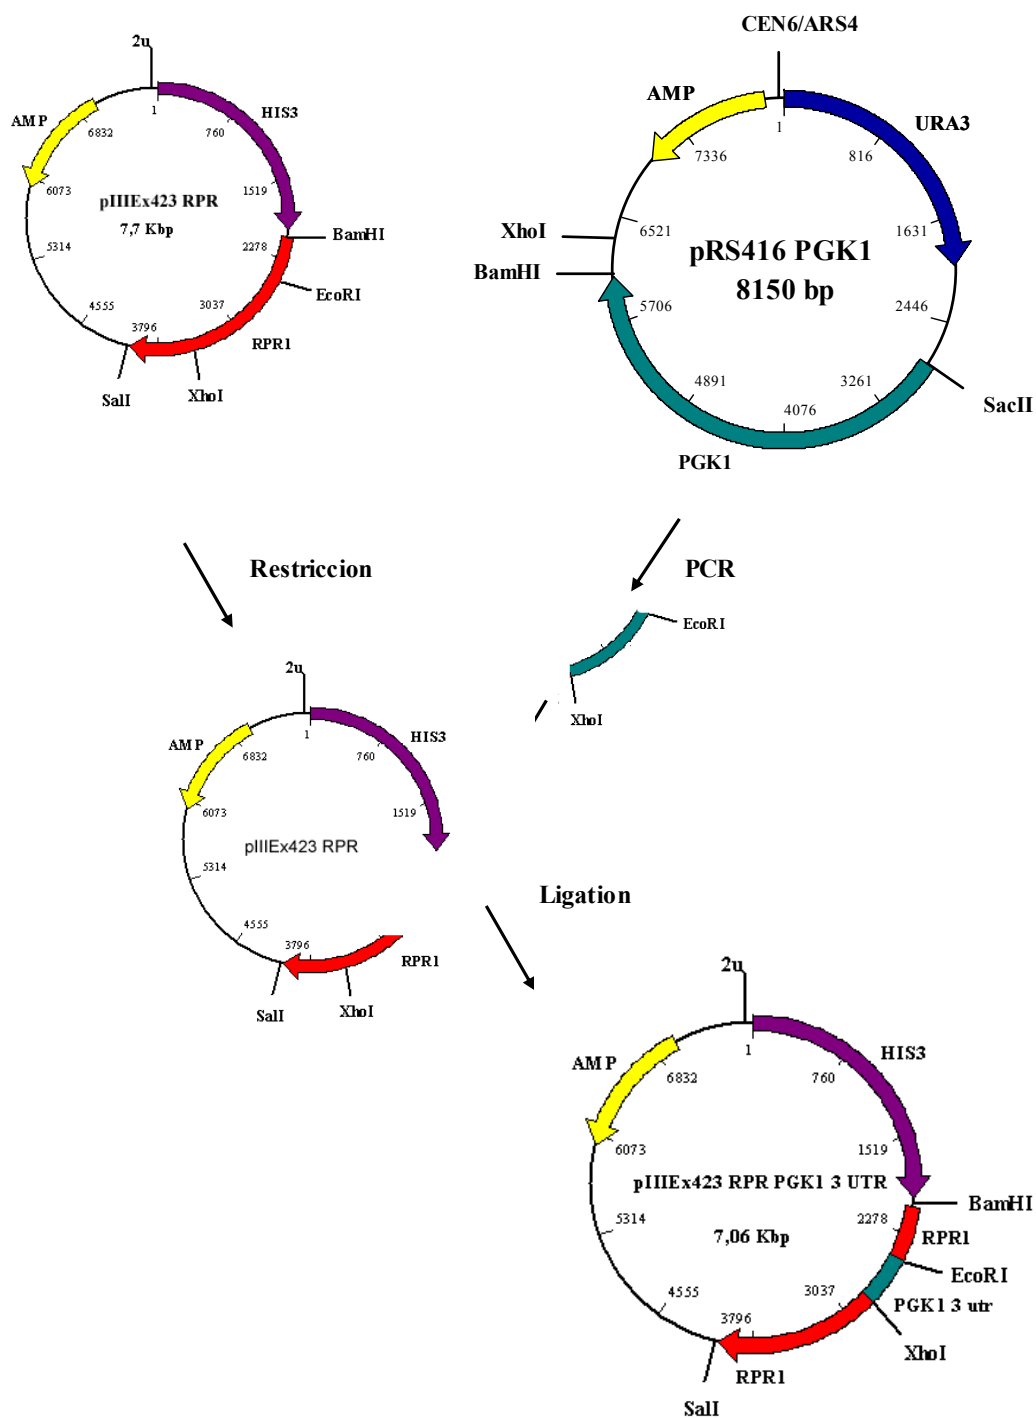 2u
HIS3
AMP
1
760
1519
2278
3037
3796
4555
5314
6073
6832
pIIIEx423 RPR
7,7 Kbp
BamHI
EcoRI
RPR1
XhoI
SalI
CEN6/ARS4
AMP
URA3
1
816
1631
2446
3261
4076
4891
5706
6521
7336
pRS416 PGK1
8150 bp
XhoI
BamHI
SacII
PGK1
Restriccion
PCR
EcoRI
XhoI
2u
HIS3
AMP
1
760
1519
3796
4555
5314
6073
6832
pIIIEx423 RPR
RPR1
XhoI
SalI
Ligation
2u
HIS3
AMP
1
760
1519
2278
3037
3796
4555
5314
6073
6832
pIIIEx423 RPR PGK1 3 UTR
7,06 Kbp
BamHI
RPR1
EcoRI
PGK1 3 utr
XhoI
RPR1
SalI